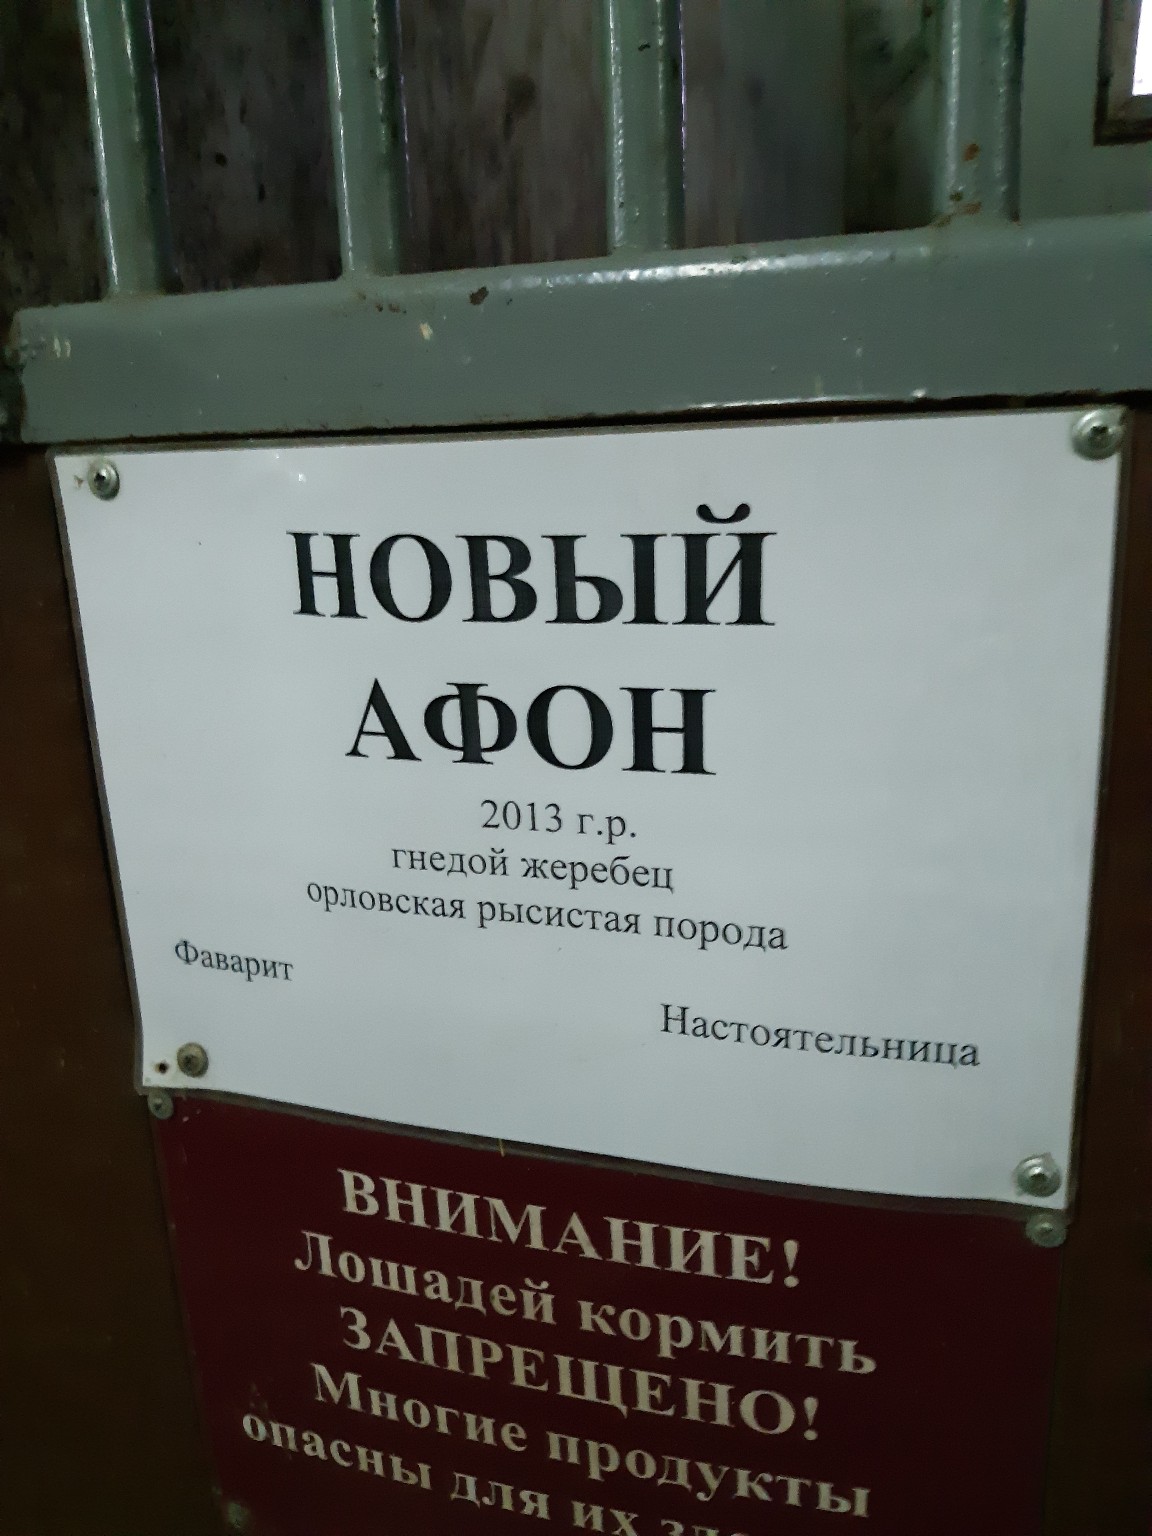 НОВЫЙ
АФОН
2013 г.р.
гнедой жеребец
орловская рысистая порода
Фаварит
Настоятельница
ВНИМАНИЕ!
Лошадей кормить
ЗАПРЕЩЕНО!
Многие продукты
опасны для их